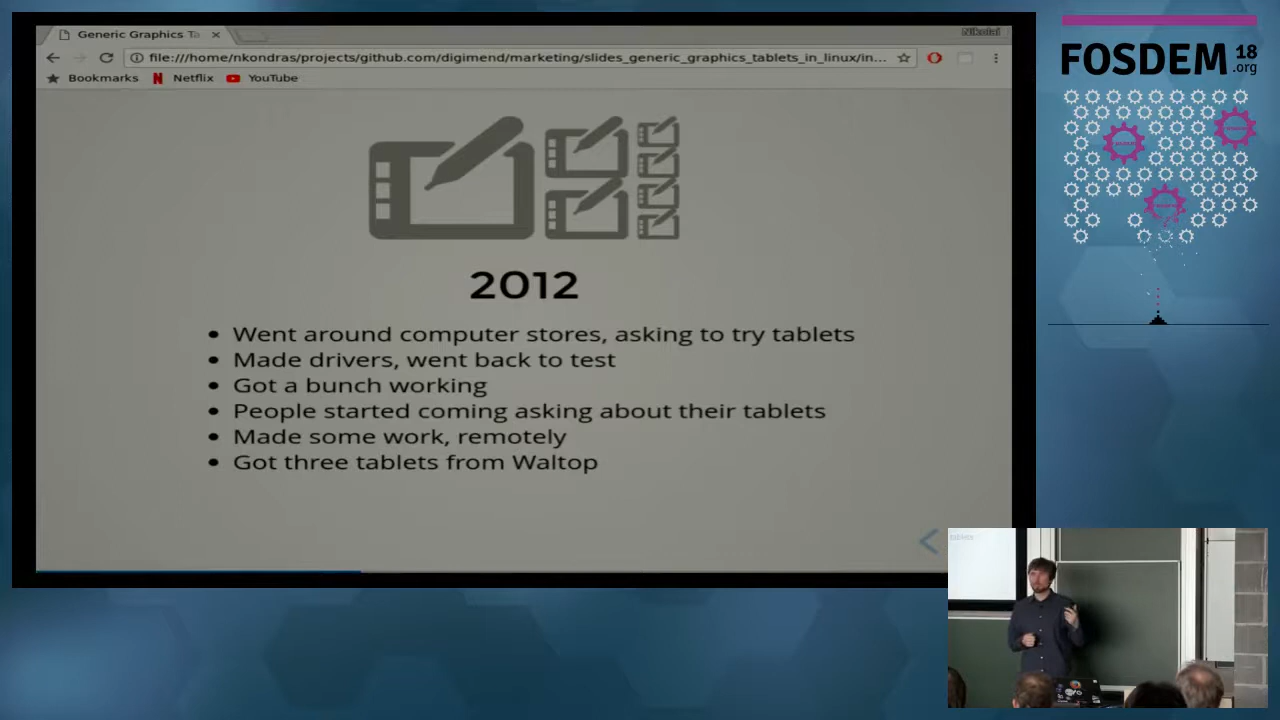 Generic Graphics Ta
Nikolai
file:///home/nkondras/projects/github.com/digimend/marketing/slides_generic_graphics_tablets_in_linux/in...
Bookmarks
Netflix
YouTube
2012
Went around computer stores, asking to try tablets
Made drivers, went back to test
Got a bunch working
People started coming asking about their tablets
Made some work, remotely
Got three tablets from Waltop
FOSDEM 18
.org
tablets